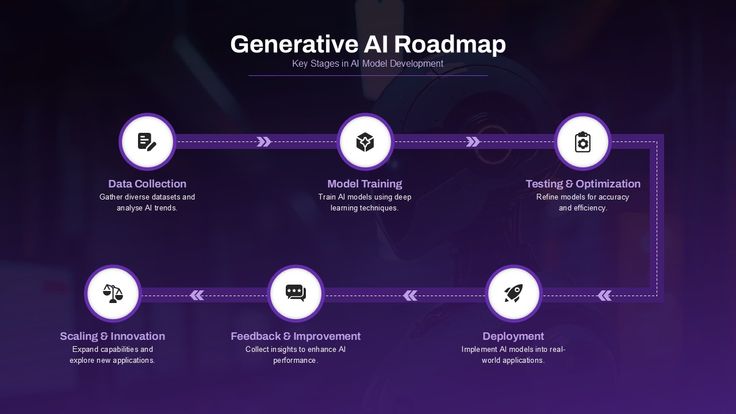 Generative AI Roadmap
Key Stages in AI Model Development
Data Collection
Gather diverse datasets and
analyse AI trends.
Model Training
Train AI models using deep
learning techniques.
Testing & Optimization
Refine models for accuracy
and efficiency.
Scaling & Innovation
Expand capabilities and
explore new applications.
Feedback & Improvement
Collect insights to enhance AI
performance.
Deployment
Implement AI models into real-
world applications.